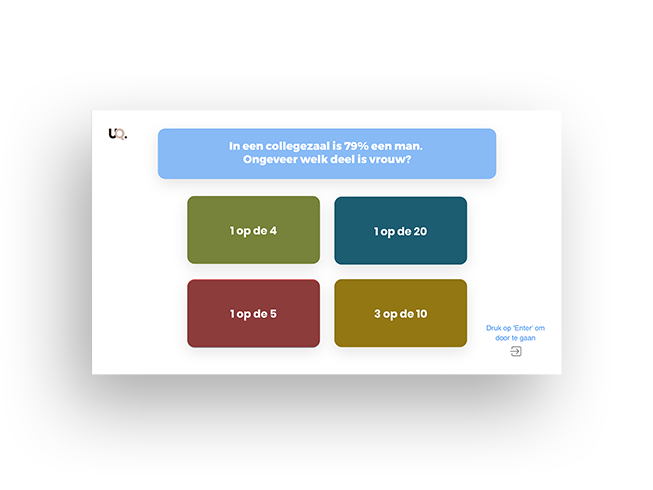 UQ.
In een collegezaal is 79% een man.
Ongeveer welk deel is vrouw?
1 op de 4
1 op de 20
1 op de 5
3 op de 10
Druk op 'Enter' om
door te gaan